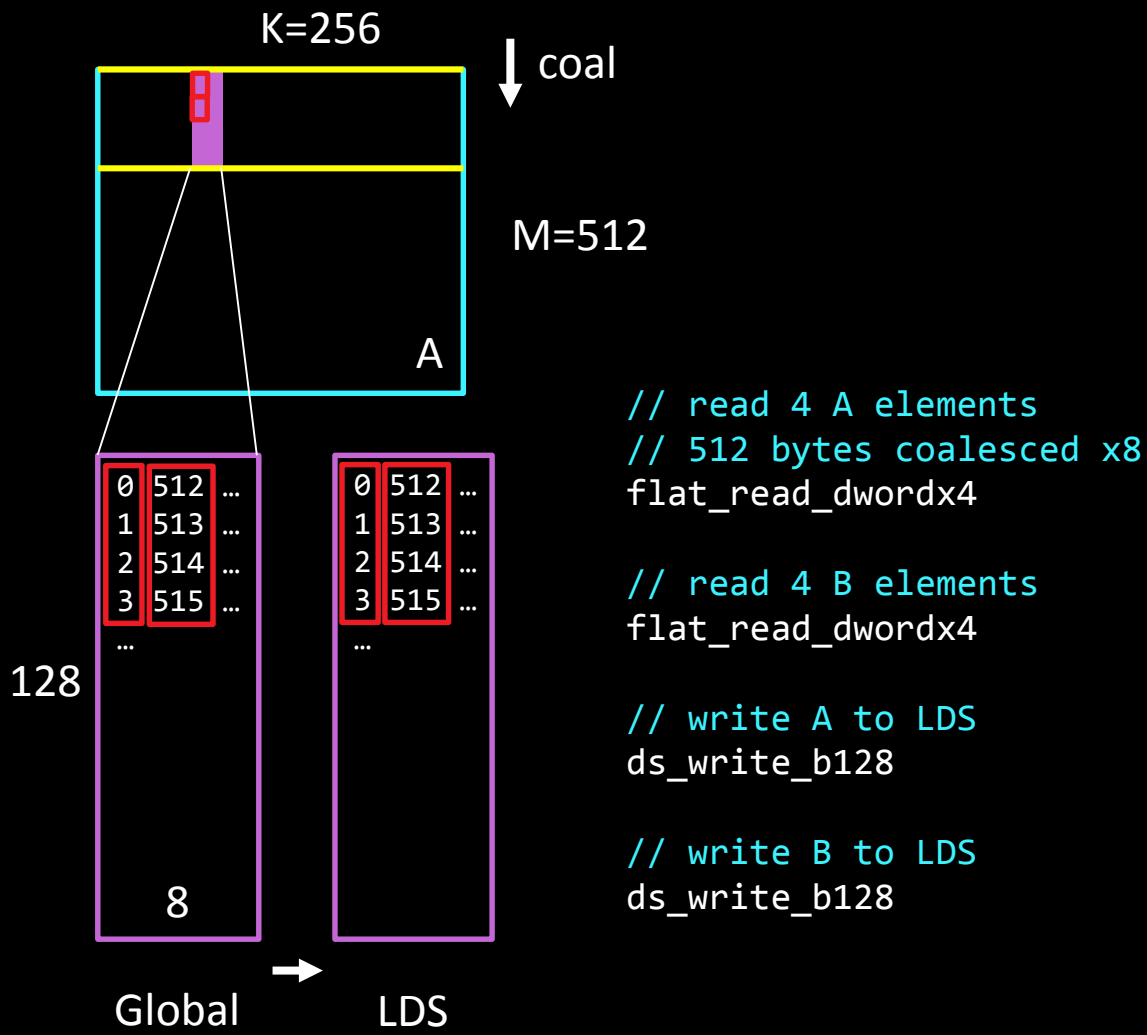 K=256
coal
M=512
A
// read 4 A elements
// 512 bytes coalesced x8
flat_read_dwordx4
// read 4 B elements
flat_read_dwordx4
// write A to LDS
ds_write_b128
// write B to LDS
ds_write_b128
0 512 …
1 513 …
2 514 …
3 515 …
…
128
8
Global
0 512 …
1 513 …
2 514 …
3 515 …
…
LDS